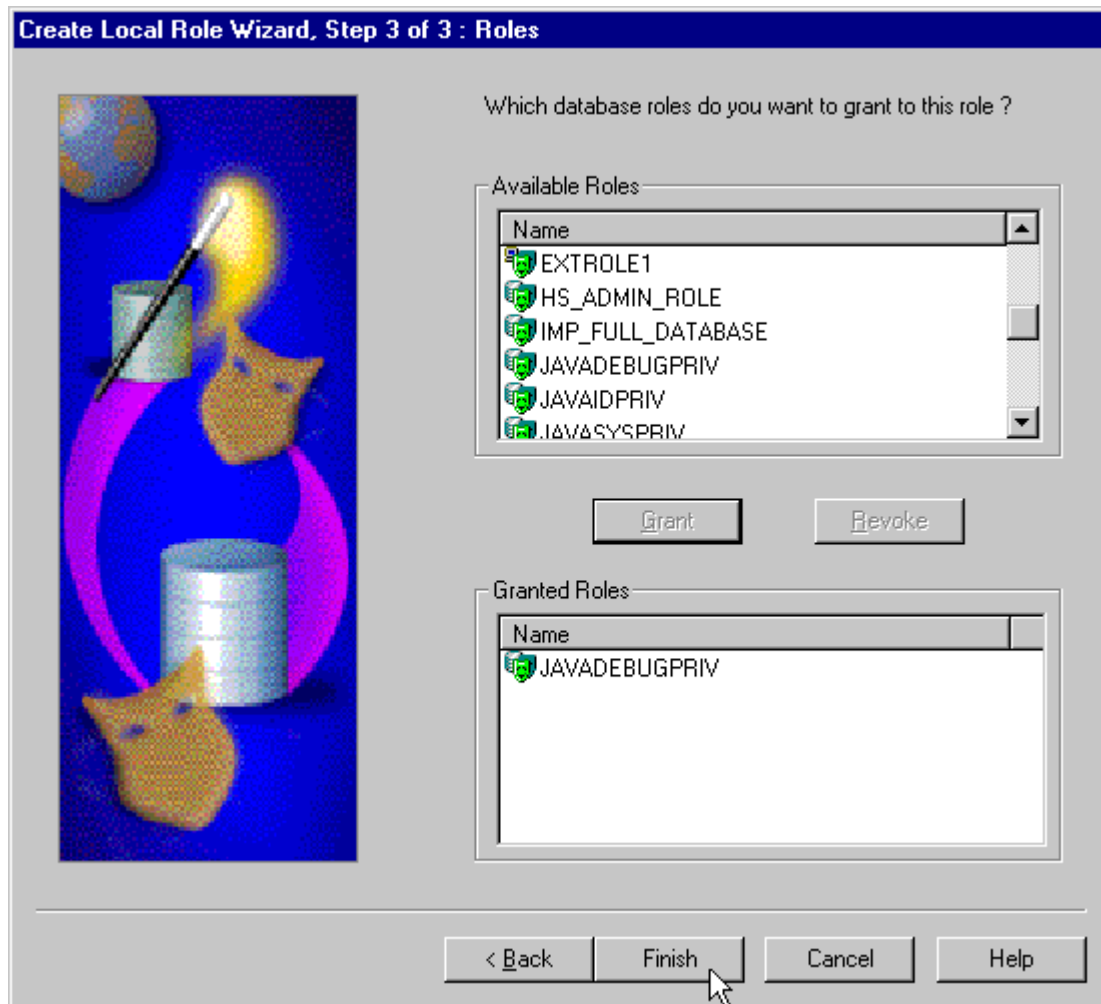 Create Local Role Wizard, Step 3 of 3 : Roles
Which database roles do you want to grant to this role ?
Available Roles
Name
EXTROLE1
HS_ADMIN_ROLE
IMP_FULL_DATABASE
JAVADEBUGPRIV
JAVAIDPRIV
JAVASYSPRIV
Grant Revoke
Granted Roles
Name
JAVADEBUGPRIV
< Back Finish Cancel Help